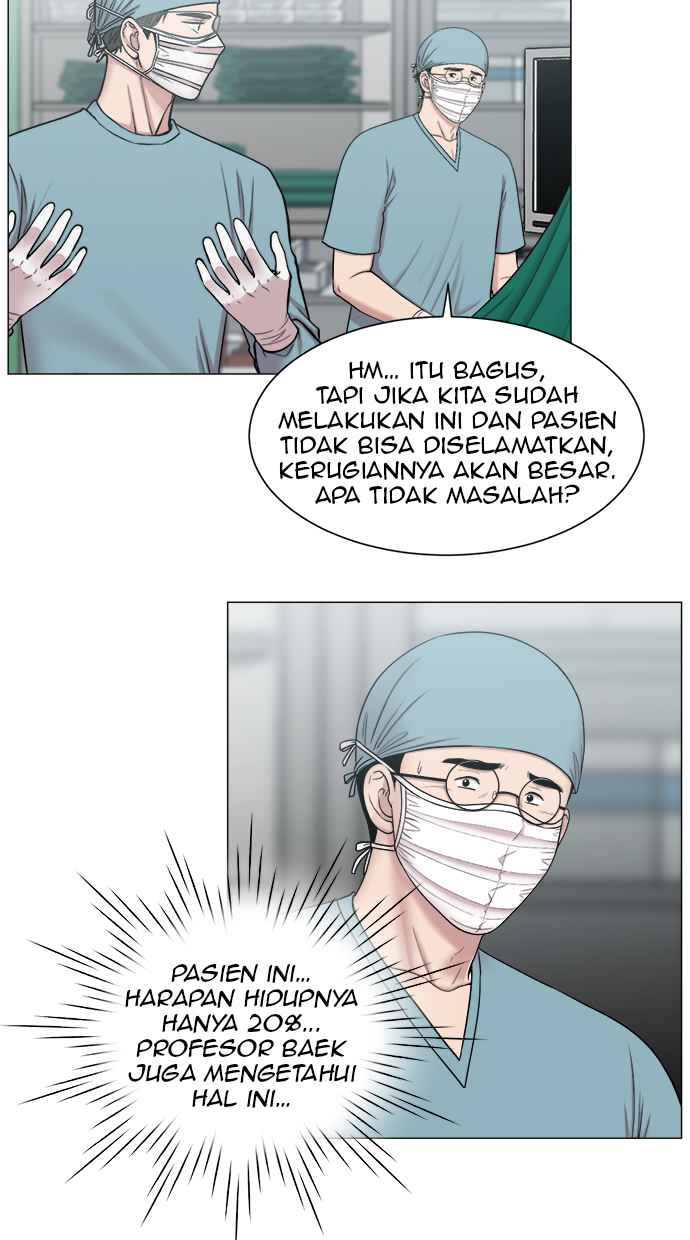 HM... ITU BAGUS,
TAPI JIKA KITA SUDAH
MELAKUKAN INI DAN PASIEN
TIDAK BISA DISELAMATKAN,
KERUGIANNYA AKAN BESAR.
APA TIDAK MASALAH?
PASIEN INI...
HARAPAN HIDUPNYA
HANYA 20%...
PROFESOR BAEK
JUGA MENGETAHUI
HAL INI...